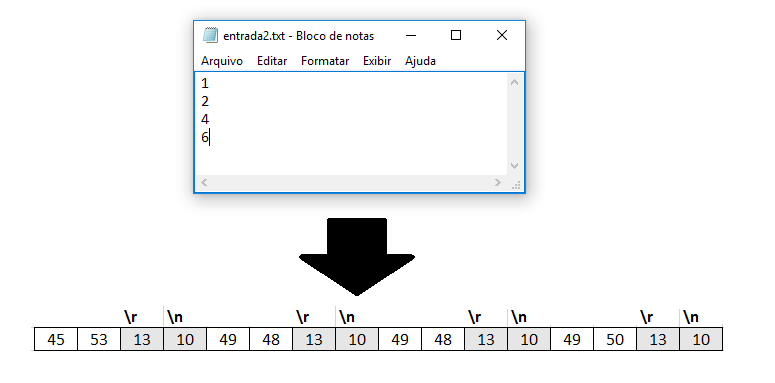 entrada2.txt - Bloco de notas
Arquivo Editar Formatar Exibir Ajuda
1
2
4
6
\r \n \r \n \r \n \r \n
45 53 13 10 49 48 13 10 49 48 13 10 49 50 13 10